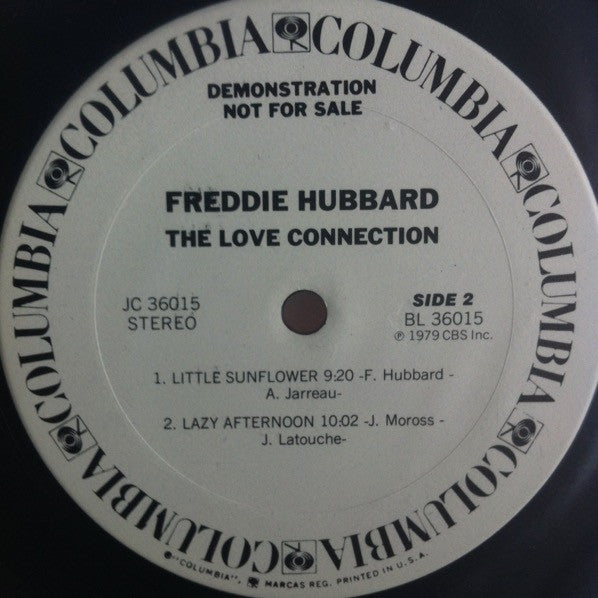 COLUMBIA COLUMBIA COLUMBIA COLUMBIA COLUMBIA COLUMBIA COLUMBIA COLUMBIA
DEMONSTRATION
NOT FOR SALE
FREDDIE HUBBARD
THE LOVE CONNECTION
JC 36015
STEREO
SIDE 2
BL 36015
℗ 1979 CBS Inc.
1. LITTLE SUNFLOWER 9:20 -F. Hubbard -
A. Jarreau-
2. LAZY AFTERNOON 10:02 -J. Moross -
J. Latouche-
"COLUMBIA", MARCAS REG. PRINTED IN U.S.A.